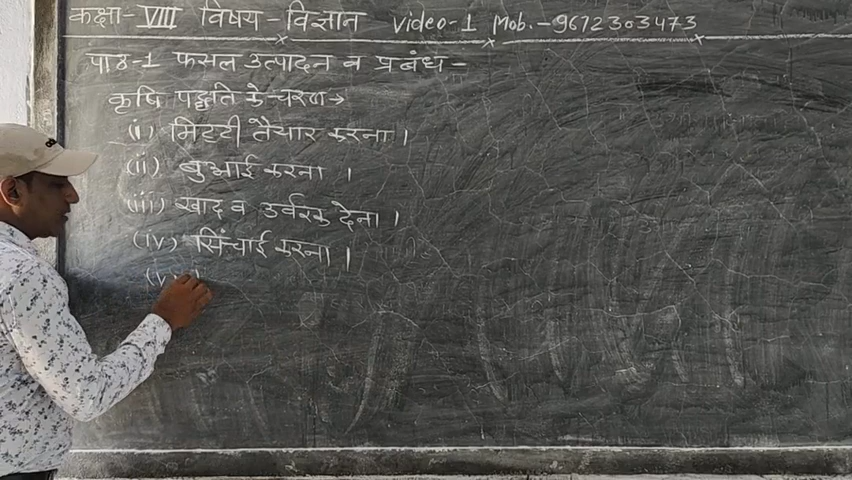 कक्षा- VIII विषय-विज्ञान Video-1 Mob.-9672303473
पाठ-1 फसल उत्पादन व प्रबंध-
कृषि पद्धति के चरण→
(i) मिटटी तैयार करना।
(ii) बुआई करना ।
(iii) खाद व उर्वरक देना।
(iv) सिंचाई करना ।
(v)